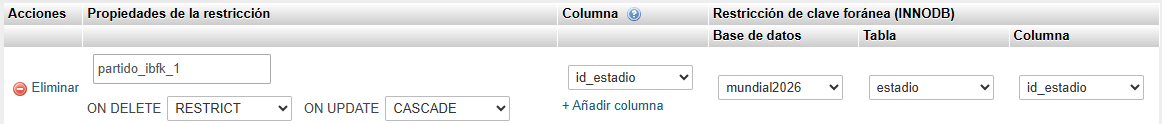 Acciones Propiedades de la restricción Columna Restricción de clave foránea (INNODB)
Base de datos Tabla Columna
partido_ibfk_1
Eliminar id_estadio mundial2026 estadio id_estadio
ON DELETE RESTRICT ON UPDATE CASCADE + Añadir columna